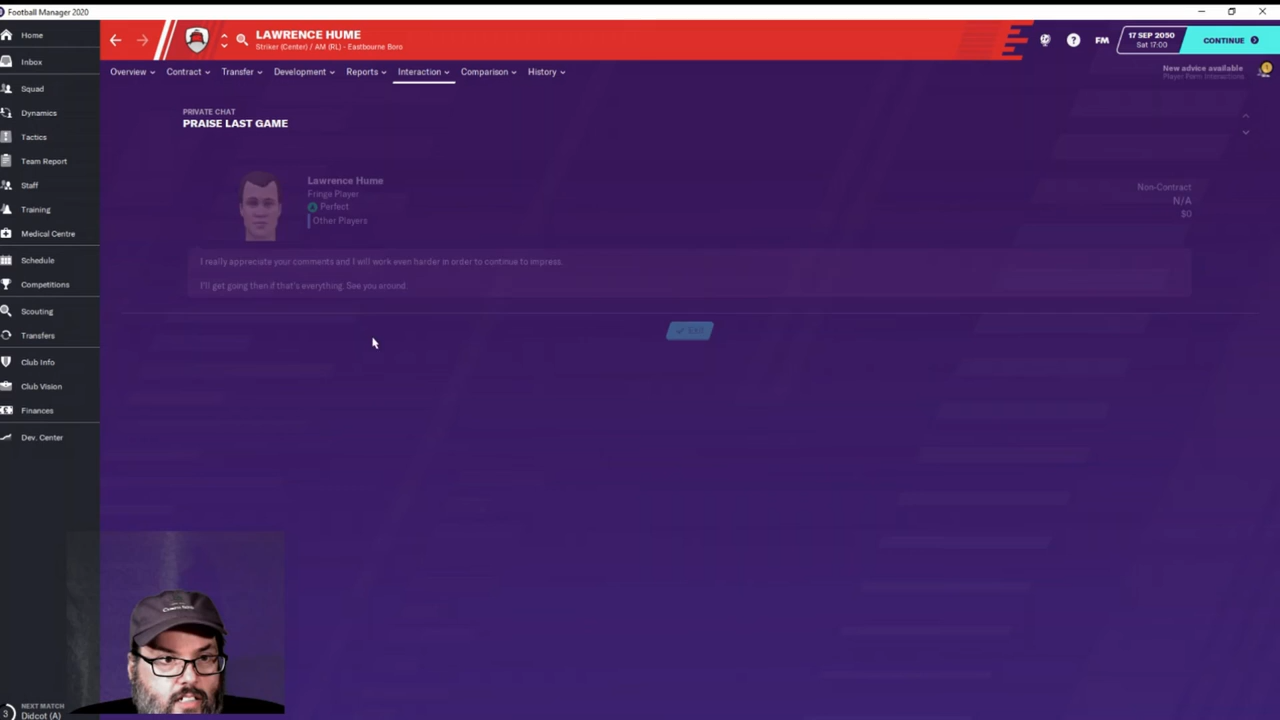 Football Manager 2020
Home
Inbox
Squad
Dynamics
Tactics
Team Report
Staff
Training
Medical Centre
Schedule
Competitions
Scouting
Transfers
Club Info
Club Vision
Finances
Dev. Center
3
NEXT MATCH
Didcot (A)
LAWRENCE HUME
Striker (Center) / AM (RL) - Eastbourne Boro
?
FM
17 SEP 2050
Sat 17:00
CONTINUE
Overview
Contract
Transfer
Development
Reports
Interaction
Comparison
History
New advice available
Player Form: Interactions
PRIVATE CHAT
PRAISE LAST GAME
Lawrence Hume
Fringe Player
Perfect
Other Players
Non-Contract
N/A
$0
I really appreciate your comments and I will work even harder in order to continue to impress.
I'll get going then if that's everything. See you around.
Exit